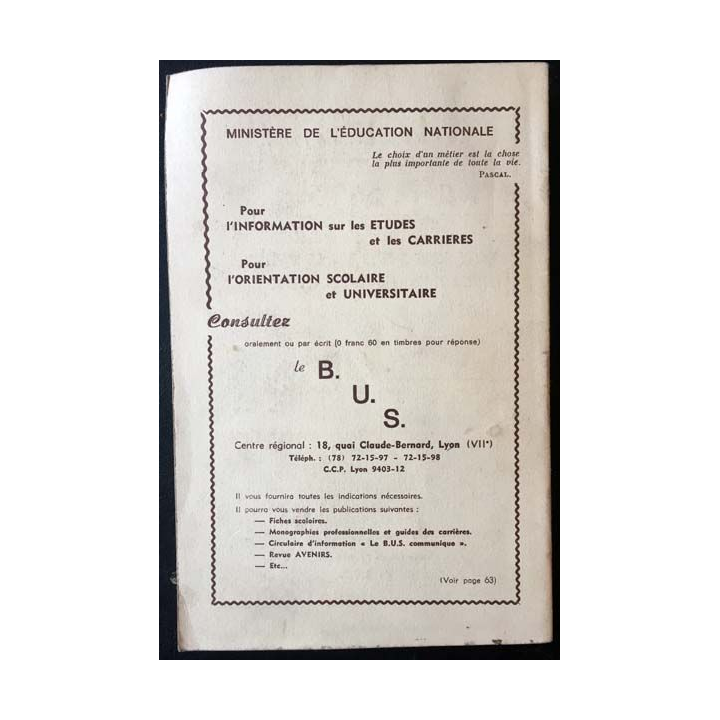 MINISTÈRE DE L'ÉDUCATION NATIONALE
Le choix d'un métier est la chose
la plus importante de toute la vie.
PASCAL.
Pour
l'INFORMATION sur les ETUDES
et les CARRIERES
Pour
l'ORIENTATION SCOLAIRE
et UNIVERSITAIRE
Consultez
oralement ou par écrit (0 franc 60 en timbres pour réponse)
le B.
U.
S.
Centre régional : 18, quai Claude-Bernard, Lyon (VIIe)
Téléph. : (78) 72-15-97 - 72-15-98
C.C.P. Lyon 9403-12
Il vous fournira toutes les indications nécessaires.
Il pourra vous vendre les publications suivantes :
— Fiches scolaires.
— Monographies professionnelles et guides des carrières.
— Circulaire d'information « Le B.U.S. communique ».
— Revue AVENIRS.
— Etc...
(Voir page 63)